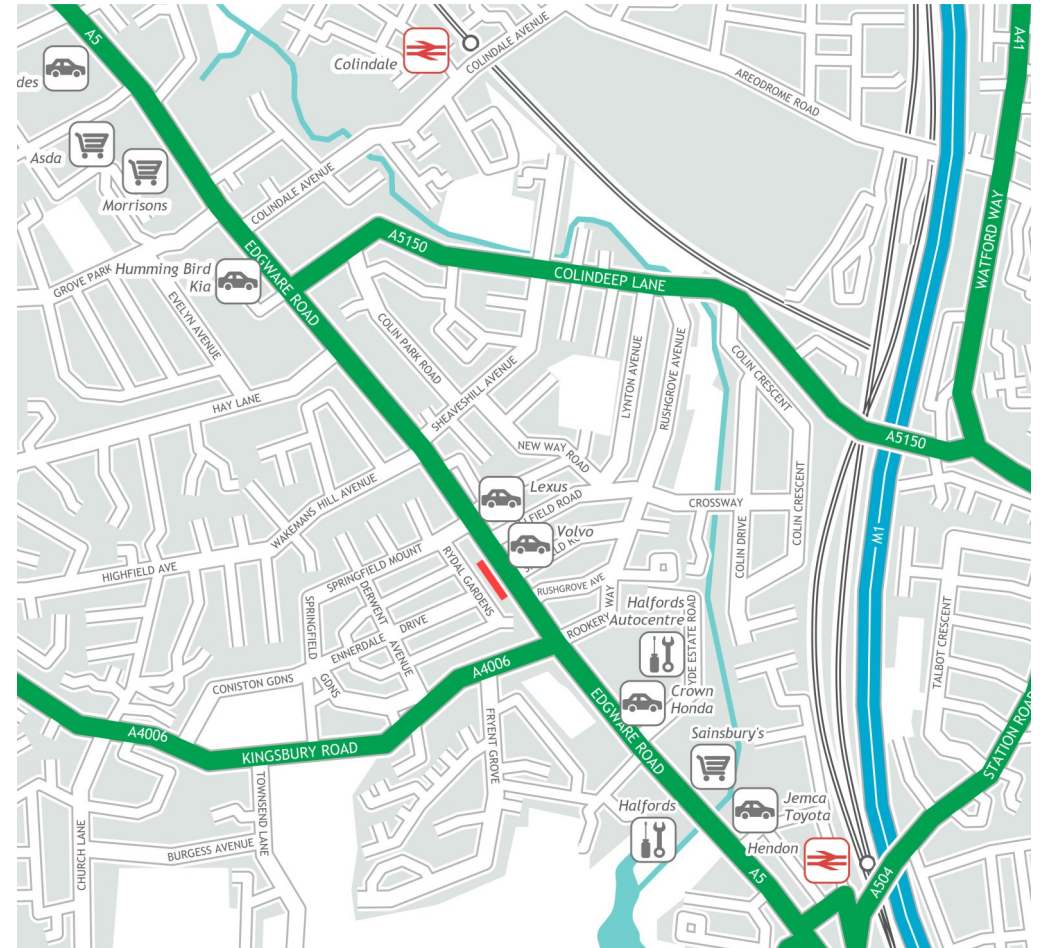 A5
Colindale
COLINDALE AVENUE
A41
des
AREODROME ROAD
Asda
Morrisons
COLINDALE AVENUE
WATFORD WAY
A5150
EDGWARE ROAD
Humming Bird
Kia
GROVE PARK
COLINDEEP LANE
EVELYN AVENUE
COLIN PARK ROAD
COLIN CRESCENT
LYNTON AVENUE
RUSHGROVE AVENUE
SHEAVESHILL AVENUE
HAY LANE
A5150
NEW WAY ROAD
Lexus
LFIELD ROAD
CROSSWAY
COLIN CRESCENT
WAKEMANS HILL AVENUE
Volvo
M1
COLIN DRIVE
SPRINGFIELD MOUNT
RYDAL GARDENS
HIGHFIELD AVE
RUSHGROVE AVE
DERWENT AVENUE
SPRINGFIELD GDNS
ENNERDALE DRIVE
ROOKERY WAY
Halfords
Autocentre
YDE ESTATE ROAD
TALBOT CRESCENT
A4006
CONISTON GDNS
Crown
Honda
EDGWARE ROAD
FRYENT GROVE
A4006
KINGSBURY ROAD
Sainsbury's
STATION ROAD
TOWNSEND LANE
Halfords
Jemca
Toyota
CHURCH LANE
BURGESS AVENUE
Hendon
A5
A504